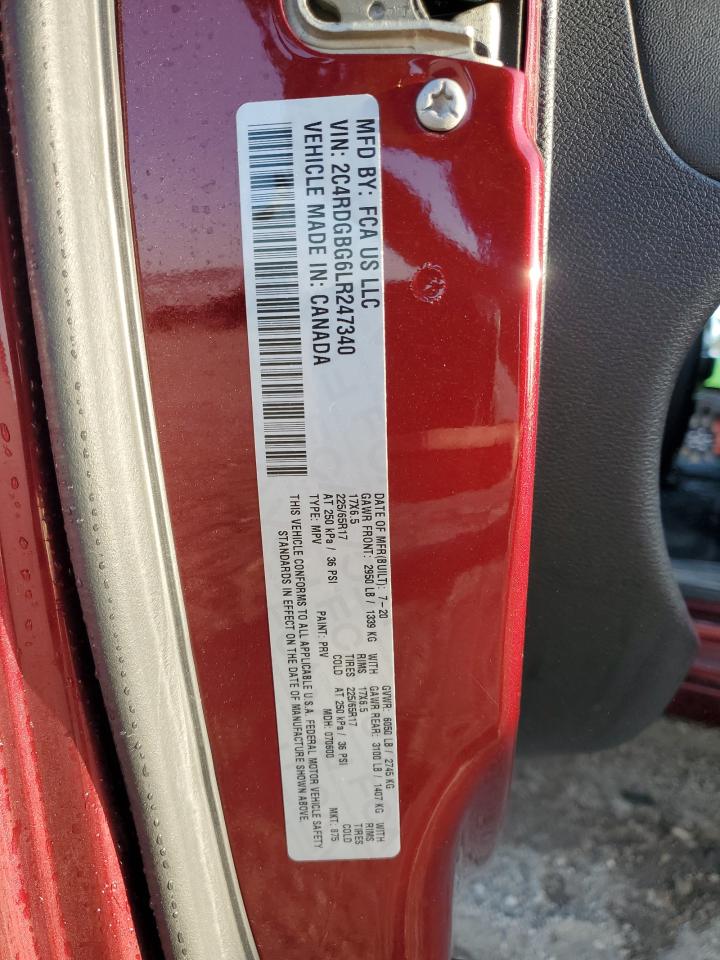 MFD BY: FCA US LLC
VIN: 2C4RDGBG6LR247340
VEHICLE MADE IN: CANADA
DATE OF MFR(BUILT): 7-20 GVWR: 6050 LB / 2745 KG
GAWR FRONT: 2950 LB / 1339 KG WITH GAWR REAR: 3100 LB / 1407 KG WITH
17X6.5 RIMS 17X6.5 RIMS
225/65R17 TIRES 225/65R17 TIRES
AT 250 kPa / 36 PSI COLD AT 250 kPa / 36 PSI COLD
TYPE: MPV PAINT: PRV MDH: 070600 MKT: 875
THIS VEHICLE CONFORMS TO ALL APPLICABLE U.S.A. FEDERAL MOTOR VEHICLE SAFETY
STANDARDS IN EFFECT ON THE DATE OF MANUFACTURE SHOWN ABOVE.